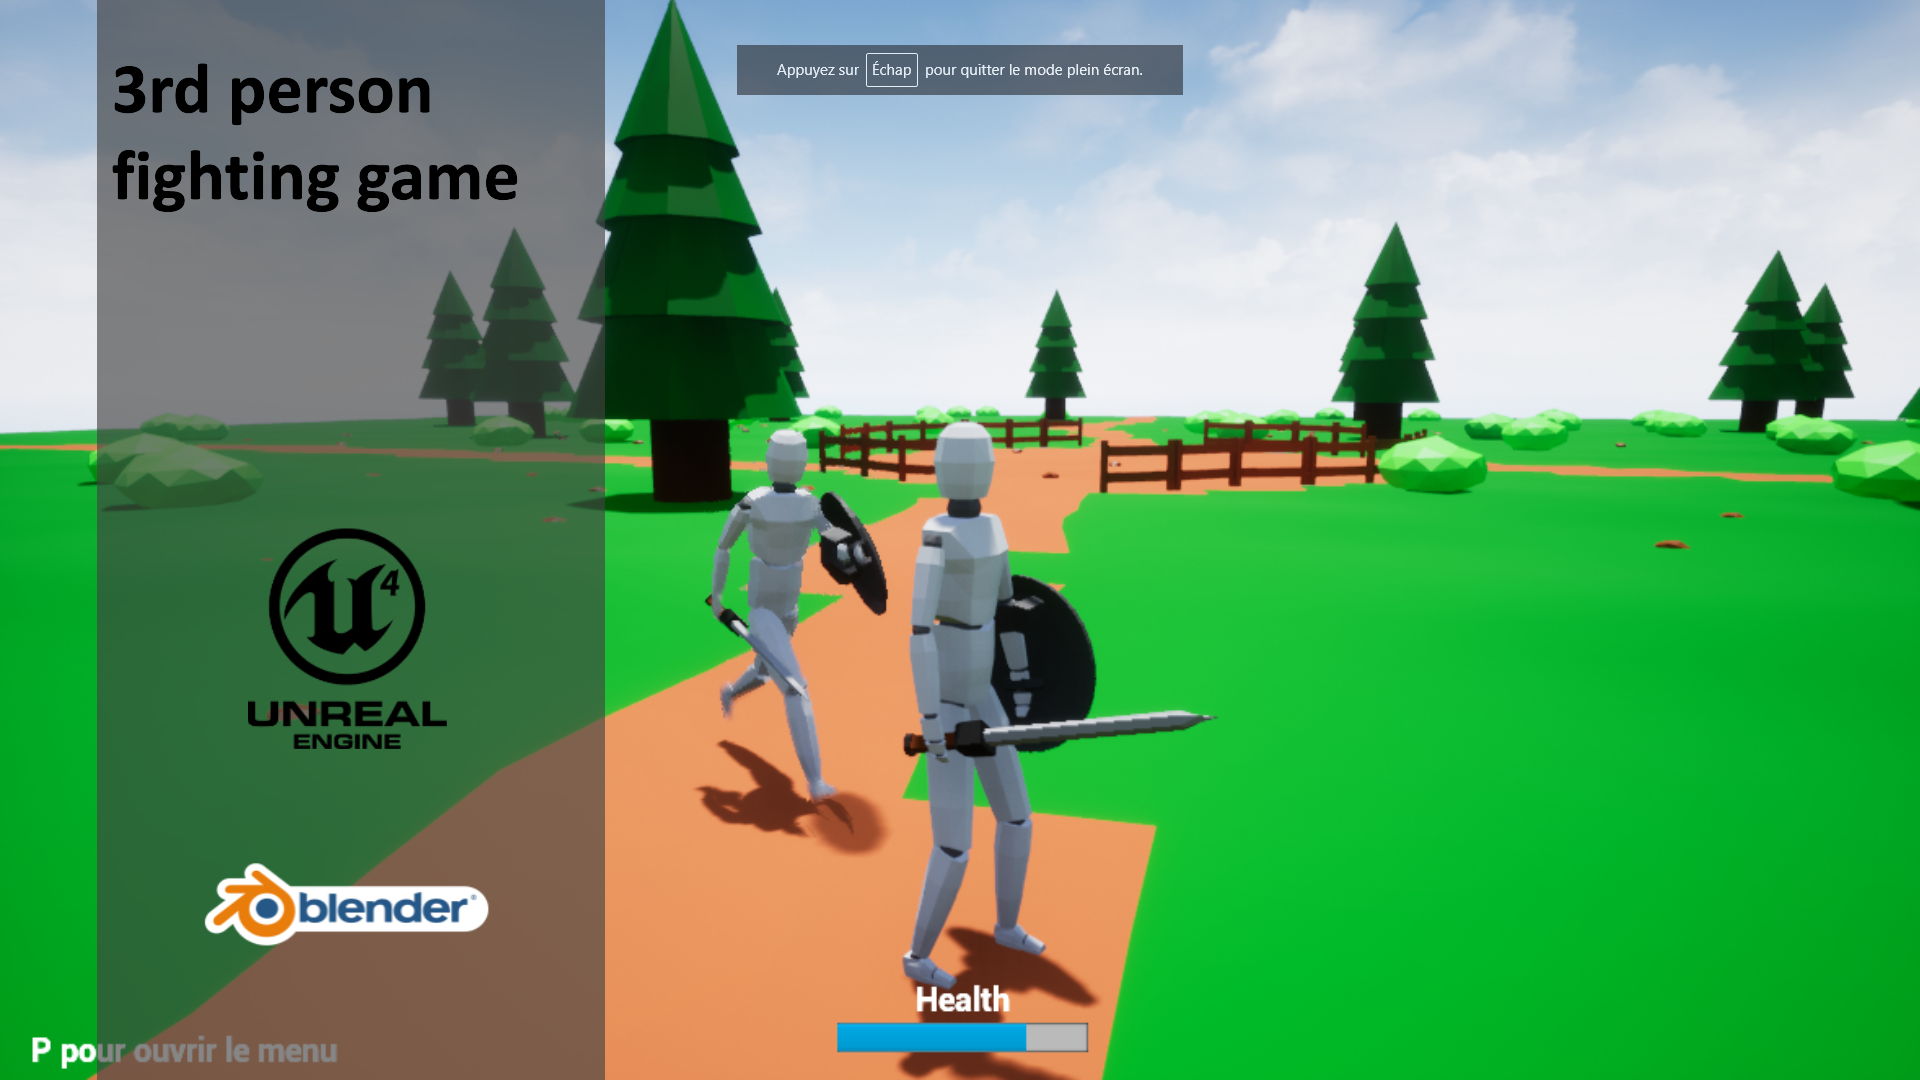 3rd person
fighting game
Appuyez sur Échap pour quitter le mode plein écran.
4
UNREAL
ENGINE
blender®
Health
P pour ouvrir le menu